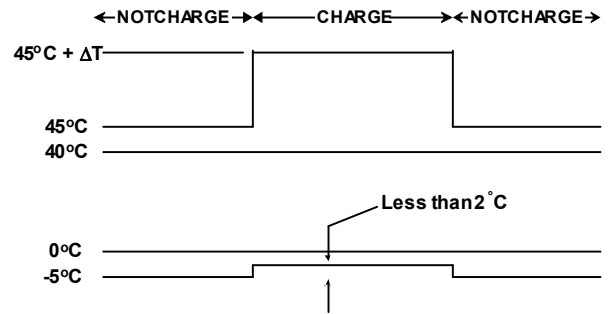 NOTCHARGE CHARGE NOTCHARGE
45°C + ΔT
45°C
40°C
Less than 2°C
0°C
-5°C